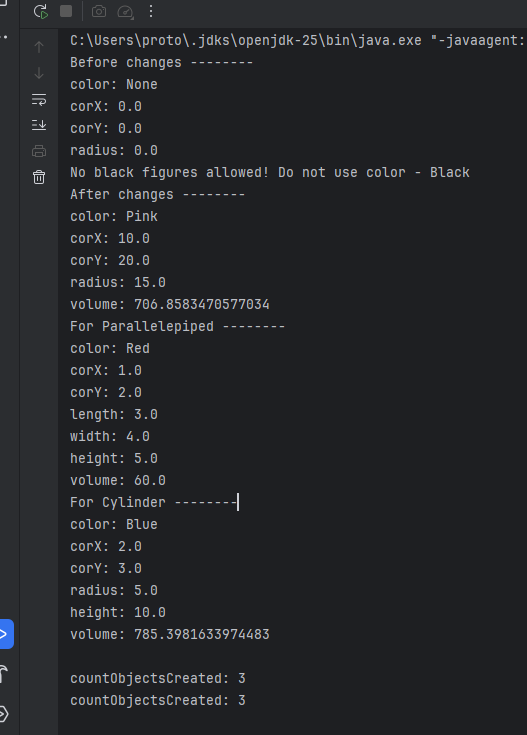 C:\Users\proto\.jdks\openjdk-25\bin\java.exe "-javaagent:
Before changes --------
color: None
corX: 0.0
corY: 0.0
radius: 0.0
No black figures allowed! Do not use color - Black
After changes --------
color: Pink
corX: 10.0
corY: 20.0
radius: 15.0
volume: 706.8583470577034
For Parallelepiped --------
color: Red
corX: 1.0
corY: 2.0
length: 3.0
width: 4.0
height: 5.0
volume: 60.0
For Cylinder --------
color: Blue
corX: 2.0
corY: 3.0
radius: 5.0
height: 10.0
volume: 785.3981633974483
countObjectsCreated: 3
countObjectsCreated: 3